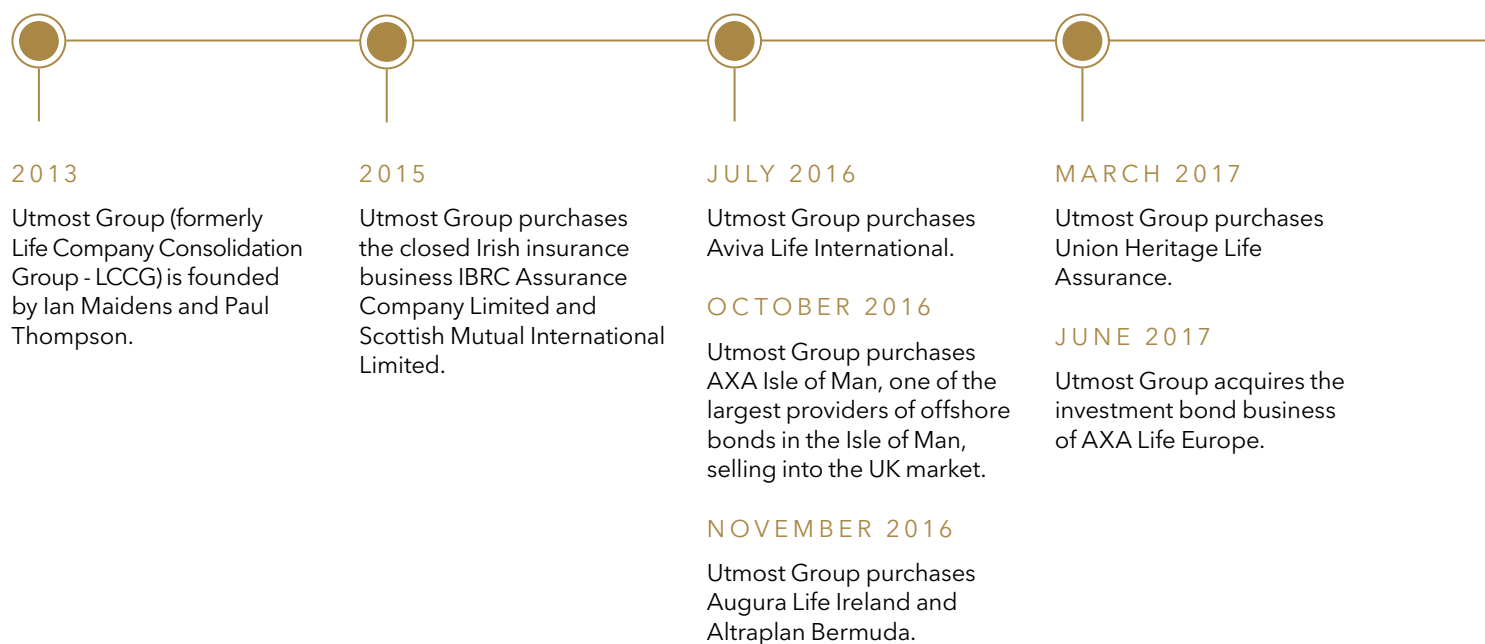 2013
Utmost Group (formerly
Life Company Consolidation
Group - LCCG) is founded
by Ian Maidens and Paul
Thompson.
2015
Utmost Group purchases
the closed Irish insurance
business IBRC Assurance
Company Limited and
Scottish Mutual International
Limited.
JULY 2016
Utmost Group purchases
Aviva Life International.
OCTOBER 2016
Utmost Group purchases
AXA Isle of Man, one of the
largest providers of offshore
bonds in the Isle of Man,
selling into the UK market.
NOVEMBER 2016
Utmost Group purchases
Augura Life Ireland and
Altraplan Bermuda.
MARCH 2017
Utmost Group purchases
Union Heritage Life
Assurance.
JUNE 2017
Utmost Group acquires the
investment bond business
of AXA Life Europe.